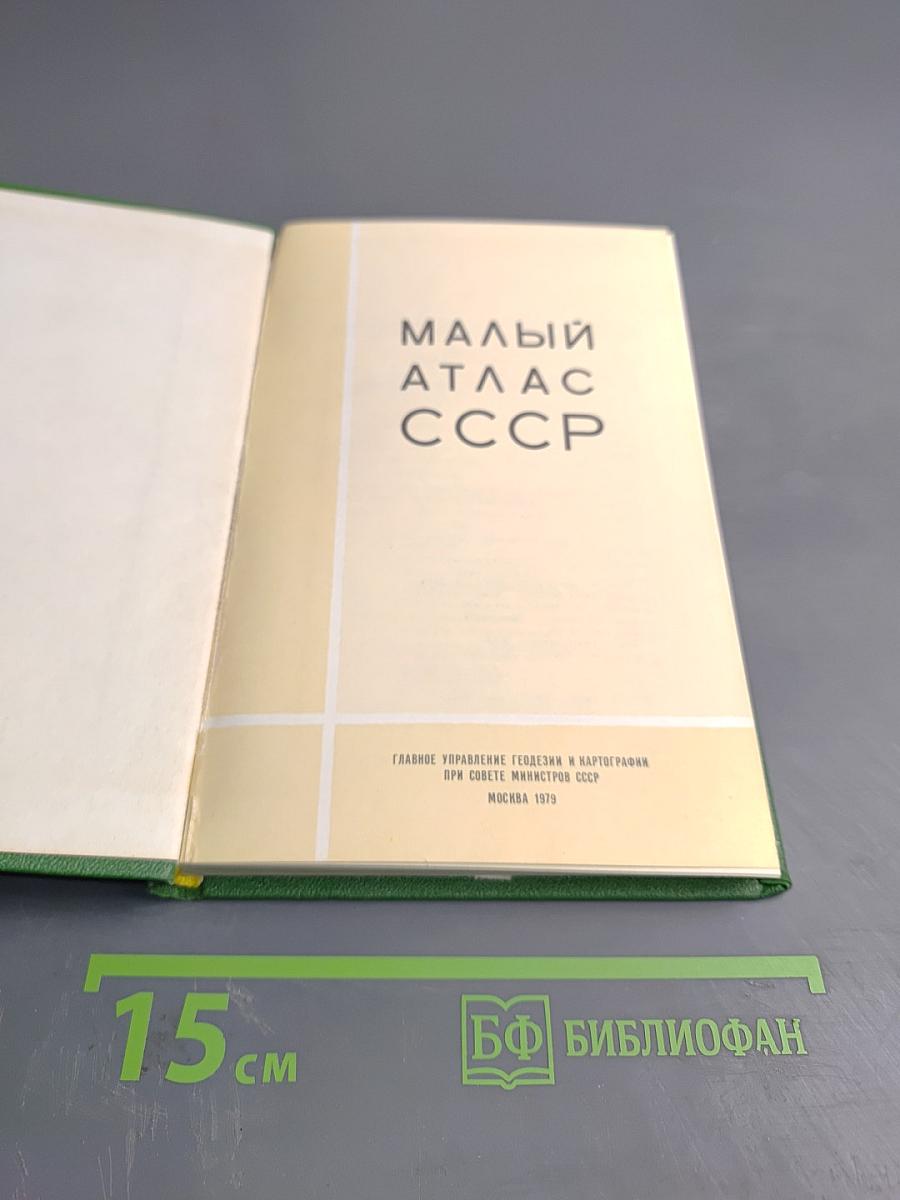 МАЛЫЙ
АТЛАС
СССР
ГЛАВНОЕ УПРАВЛЕНИЕ ГЕОДЕЗИИ И КАРТОГРАФИИ
ПРИ СОВЕТЕ МИНИСТРОВ СССР
МОСКВА 1979
15 см
БФ БИБЛИОФАН